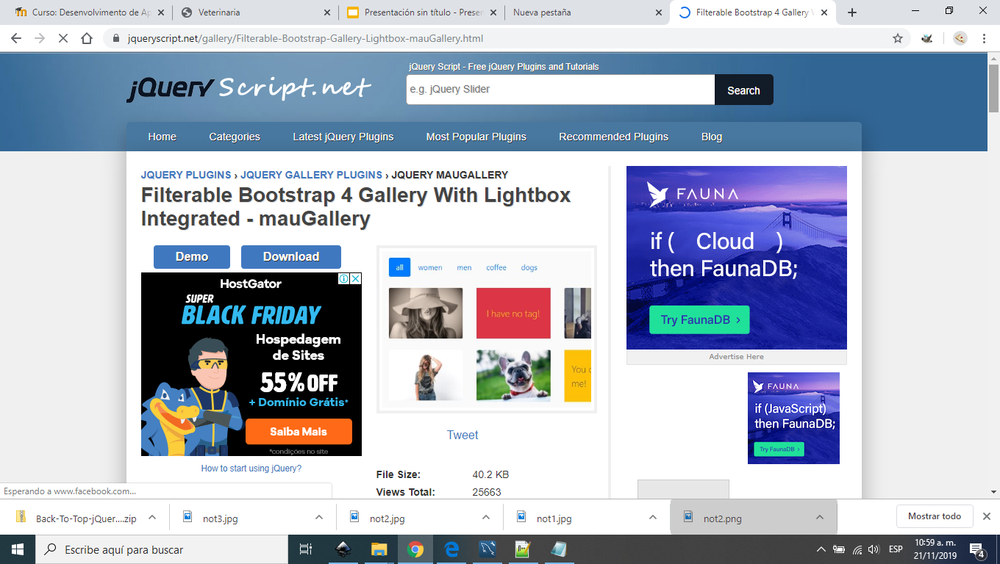 Curso: Desenvolvimento de Ap
Veterinaria
Presentación sin título - Presen
Nueva pestaña
Filterable Bootstrap 4 Gallery W
jqueryscript.net/gallery/Filterable-Bootstrap-Gallery-Lightbox-mauGallery.html
jQuery Script.net
jQuery Script - Free jQuery Plugins and Tutorials
e.g. jQuery Slider
Search
Home
Categories
Latest jQuery Plugins
Most Popular Plugins
Recommended Plugins
Blog
JQUERY PLUGINS › JQUERY GALLERY PLUGINS › JQUERY MAUGALLERY
Filterable Bootstrap 4 Gallery With Lightbox
Integrated - mauGallery
Demo
Download
HostGator
SUPER
BLACK FRIDAY
Hospedagem
de Sites
55% OFF
+ Domínio Grátis*
Saiba Mais
*condições no site
How to start using jQuery?
all
women
men
coffee
dogs
I have no tag!
You c
me!
Tweet
File Size: 40.2 KB
Views Total: 25663
FAUNA
if ( Cloud )
then FaunaDB;
Try FaunaDB ›
Advertise Here
FAUNA
if (JavaScript)
then FaunaDB;
Try FaunaDB ›
Esperando a www.facebook.com...
Back-To-Top-jQuer....zip
not3.jpg
not2.jpg
not1.jpg
not2.png
Mostrar todo
Escribe aquí para buscar
ESP
10:59 a. m.
21/11/2019
4